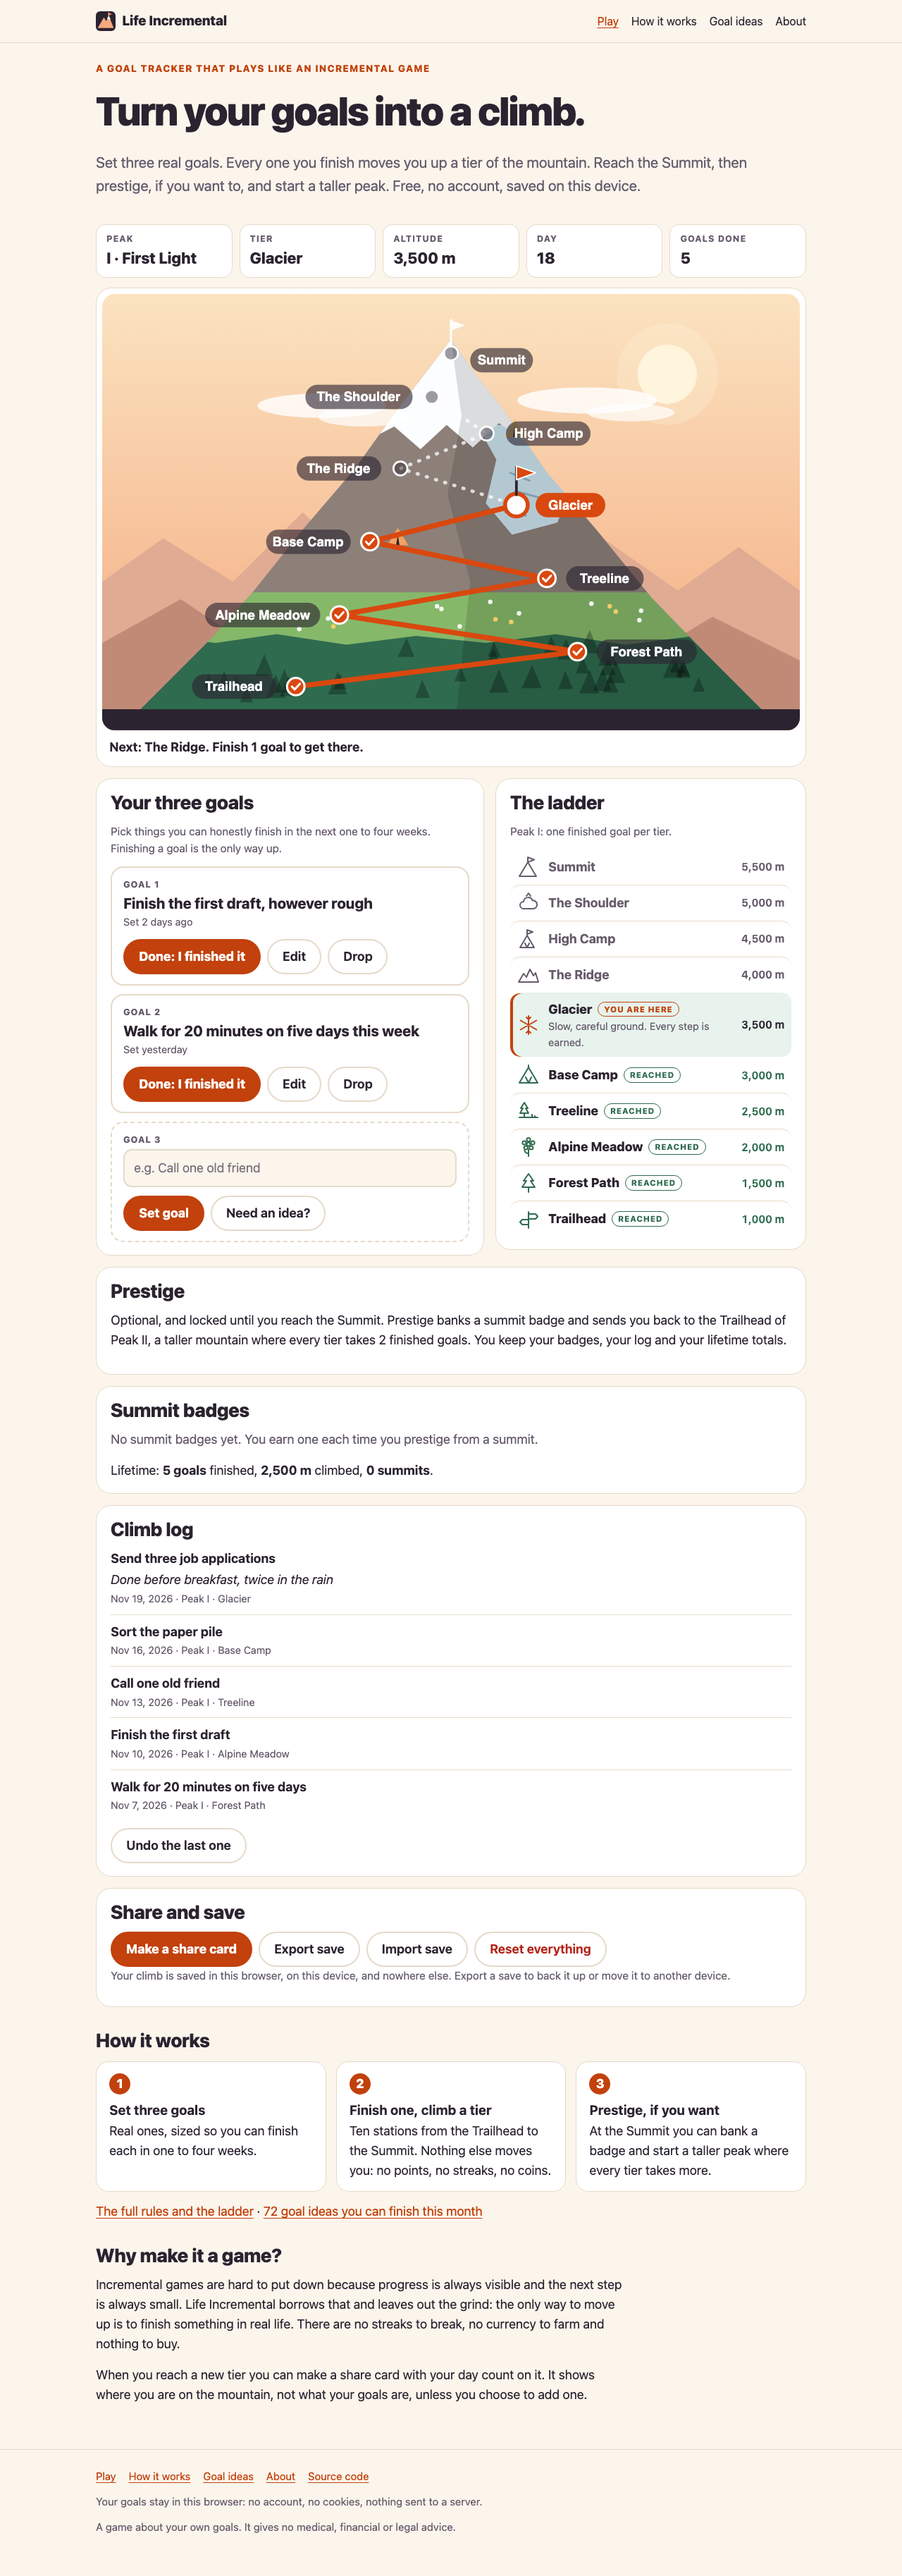 Life Incremental
Play How it works Goal ideas About
A GOAL TRACKER THAT PLAYS LIKE AN INCREMENTAL GAME
Turn your goals into a climb.
Set three real goals. Every one you finish moves you up a tier of the mountain. Reach the Summit, then
prestige, if you want to, and start a taller peak. Free, no account, saved on this device.
PEAK
I · First Light
TIER
Glacier
ALTITUDE
3,500 m
DAY
18
GOALS DONE
5
Summit
The Shoulder
High Camp
The Ridge
Glacier
Base Camp
Treeline
Alpine Meadow
Forest Path
Trailhead
Next: The Ridge. Finish 1 goal to get there.
Your three goals
Pick things you can honestly finish in the next one to four weeks.
Finishing a goal is the only way up.
GOAL 1
Finish the first draft, however rough
Set 2 days ago
Done: I finished it Edit Drop
GOAL 2
Walk for 20 minutes on five days this week
Set yesterday
Done: I finished it Edit Drop
GOAL 3
e.g. Call one old friend
Set goal Need an idea?
The ladder
Peak I: one finished goal per tier.
Summit 5,500 m
The Shoulder 5,000 m
High Camp 4,500 m
The Ridge 4,000 m
Glacier YOU ARE HERE
Slow, careful ground. Every step is
earned.
3,500 m
Base Camp REACHED 3,000 m
Treeline REACHED 2,500 m
Alpine Meadow REACHED 2,000 m
Forest Path REACHED 1,500 m
Trailhead REACHED 1,000 m
Prestige
Optional, and locked until you reach the Summit. Prestige banks a summit badge and sends you back to the Trailhead of
Peak II, a taller mountain where every tier takes 2 finished goals. You keep your badges, your log and your lifetime totals.
Summit badges
No summit badges yet. You earn one each time you prestige from a summit.
Lifetime: 5 goals finished, 2,500 m climbed, 0 summits.
Climb log
Send three job applications
Done before breakfast, twice in the rain
Nov 19, 2026 · Peak I · Glacier
Sort the paper pile
Nov 16, 2026 · Peak I · Base Camp
Call one old friend
Nov 13, 2026 · Peak I · Treeline
Finish the first draft
Nov 10, 2026 · Peak I · Alpine Meadow
Walk for 20 minutes on five days
Nov 7, 2026 · Peak I · Forest Path
Undo the last one
Share and save
Make a share card Export save Import save Reset everything
Your climb is saved in this browser, on this device, and nowhere else. Export a save to back it up or move it to another device.
How it works
1
Set three goals
Real ones, sized so you can finish
each in one to four weeks.
2
Finish one, climb a tier
Ten stations from the Trailhead to
the Summit. Nothing else moves
you: no points, no streaks, no coins.
3
Prestige, if you want
At the Summit you can bank a
badge and start a taller peak where
every tier takes more.
The full rules and the ladder · 72 goal ideas you can finish this month
Why make it a game?
Incremental games are hard to put down because progress is always visible and the next step
is always small. Life Incremental borrows that and leaves out the grind: the only way to move
up is to finish something in real life. There are no streaks to break, no currency to farm and
nothing to buy.
When you reach a new tier you can make a share card with your day count on it. It shows
where you are on the mountain, not what your goals are, unless you choose to add one.
Play How it works Goal ideas About Source code
Your goals stay in this browser: no account, no cookies, nothing sent to a server.
A game about your own goals. It gives no medical, financial or legal advice.